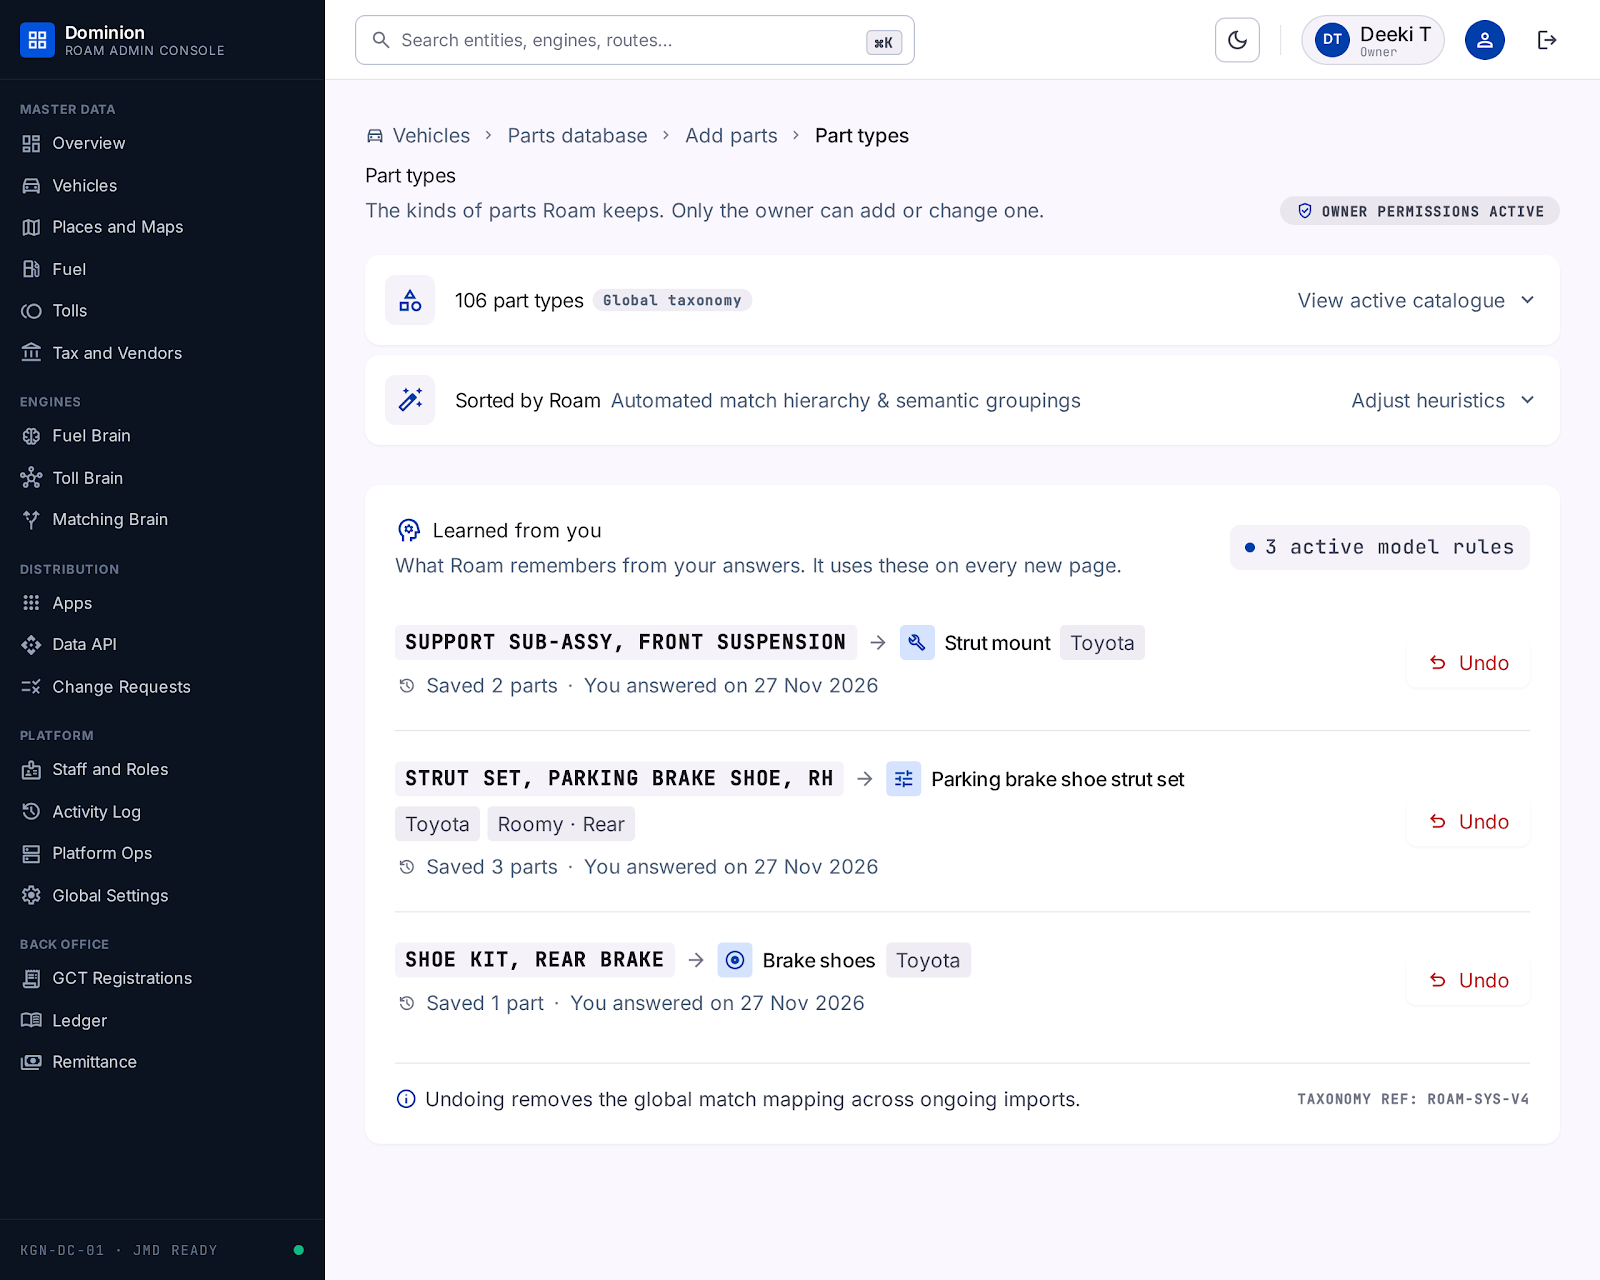 Dominion
ROAM ADMIN CONSOLE
Search entities, engines, routes...
⌘K
DT
Deeki T
Owner
MASTER DATA
Overview
Vehicles
Places and Maps
Fuel
Tolls
Tax and Vendors
ENGINES
Fuel Brain
Toll Brain
Matching Brain
DISTRIBUTION
Apps
Data API
Change Requests
PLATFORM
Staff and Roles
Activity Log
Platform Ops
Global Settings
BACK OFFICE
GCT Registrations
Ledger
Remittance
KGN-DC-01 · JMD READY
Vehicles > Parts database > Add parts > Part types
Part types
The kinds of parts Roam keeps. Only the owner can add or change one.
OWNER PERMISSIONS ACTIVE
106 part types Global taxonomy
View active catalogue
Sorted by Roam Automated match hierarchy & semantic groupings
Adjust heuristics
Learned from you
What Roam remembers from your answers. It uses these on every new page.
3 active model rules
SUPPORT SUB-ASSY, FRONT SUSPENSION → Strut mount Toyota
Saved 2 parts · You answered on 27 Nov 2026
Undo
STRUT SET, PARKING BRAKE SHOE, RH → Parking brake shoe strut set
Toyota Roomy · Rear
Saved 3 parts · You answered on 27 Nov 2026
Undo
SHOE KIT, REAR BRAKE → Brake shoes Toyota
Saved 1 part · You answered on 27 Nov 2026
Undo
Undoing removes the global match mapping across ongoing imports.
TAXONOMY REF: ROAM-SYS-V4